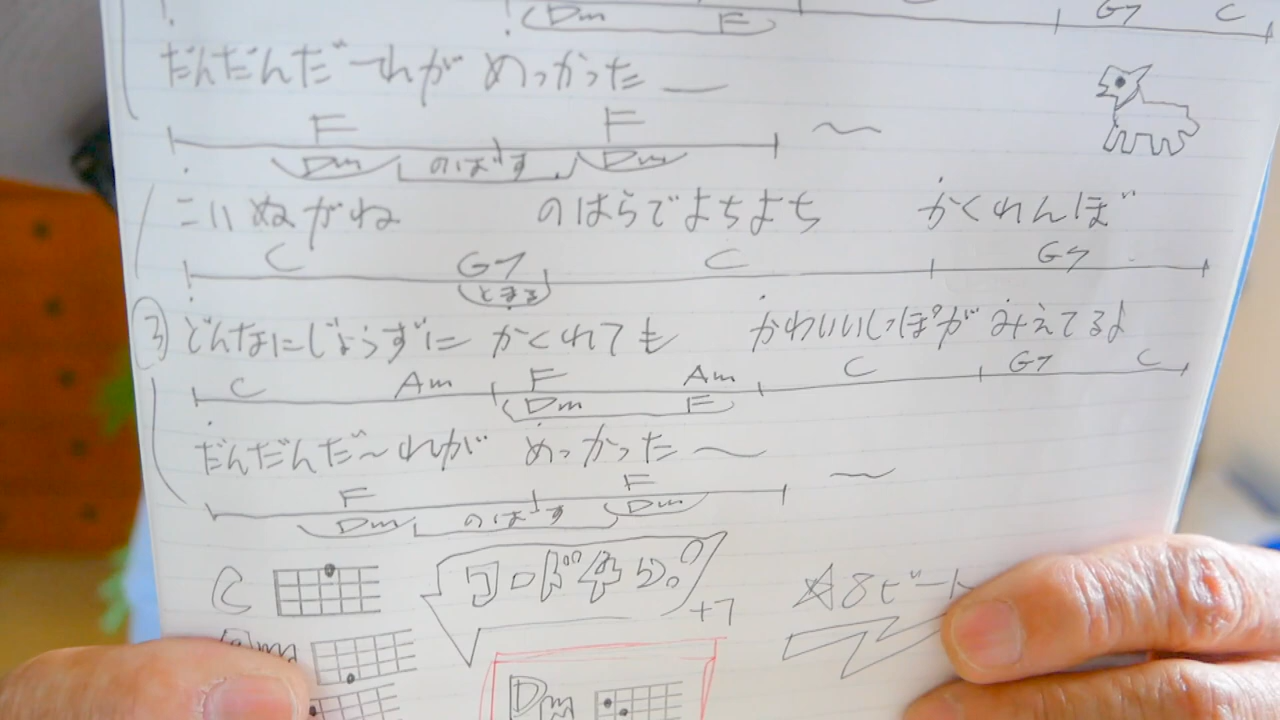 Dm F G7 C
だんだんだーれが めっかった
F F 〜
Dm のばす Dm
こいぬがね のはらでよちよち かくれんぼ
C G7 C G7
とまる
③ どんなにじょうずに かくれても かわいいしっぽが みえてるよ
C Am F Am C G7 C
Dm F
だんだんだ〜れが めっかった〜
F F 〜
Dm のばす Dm
C
+7
☆8ビート
Dm